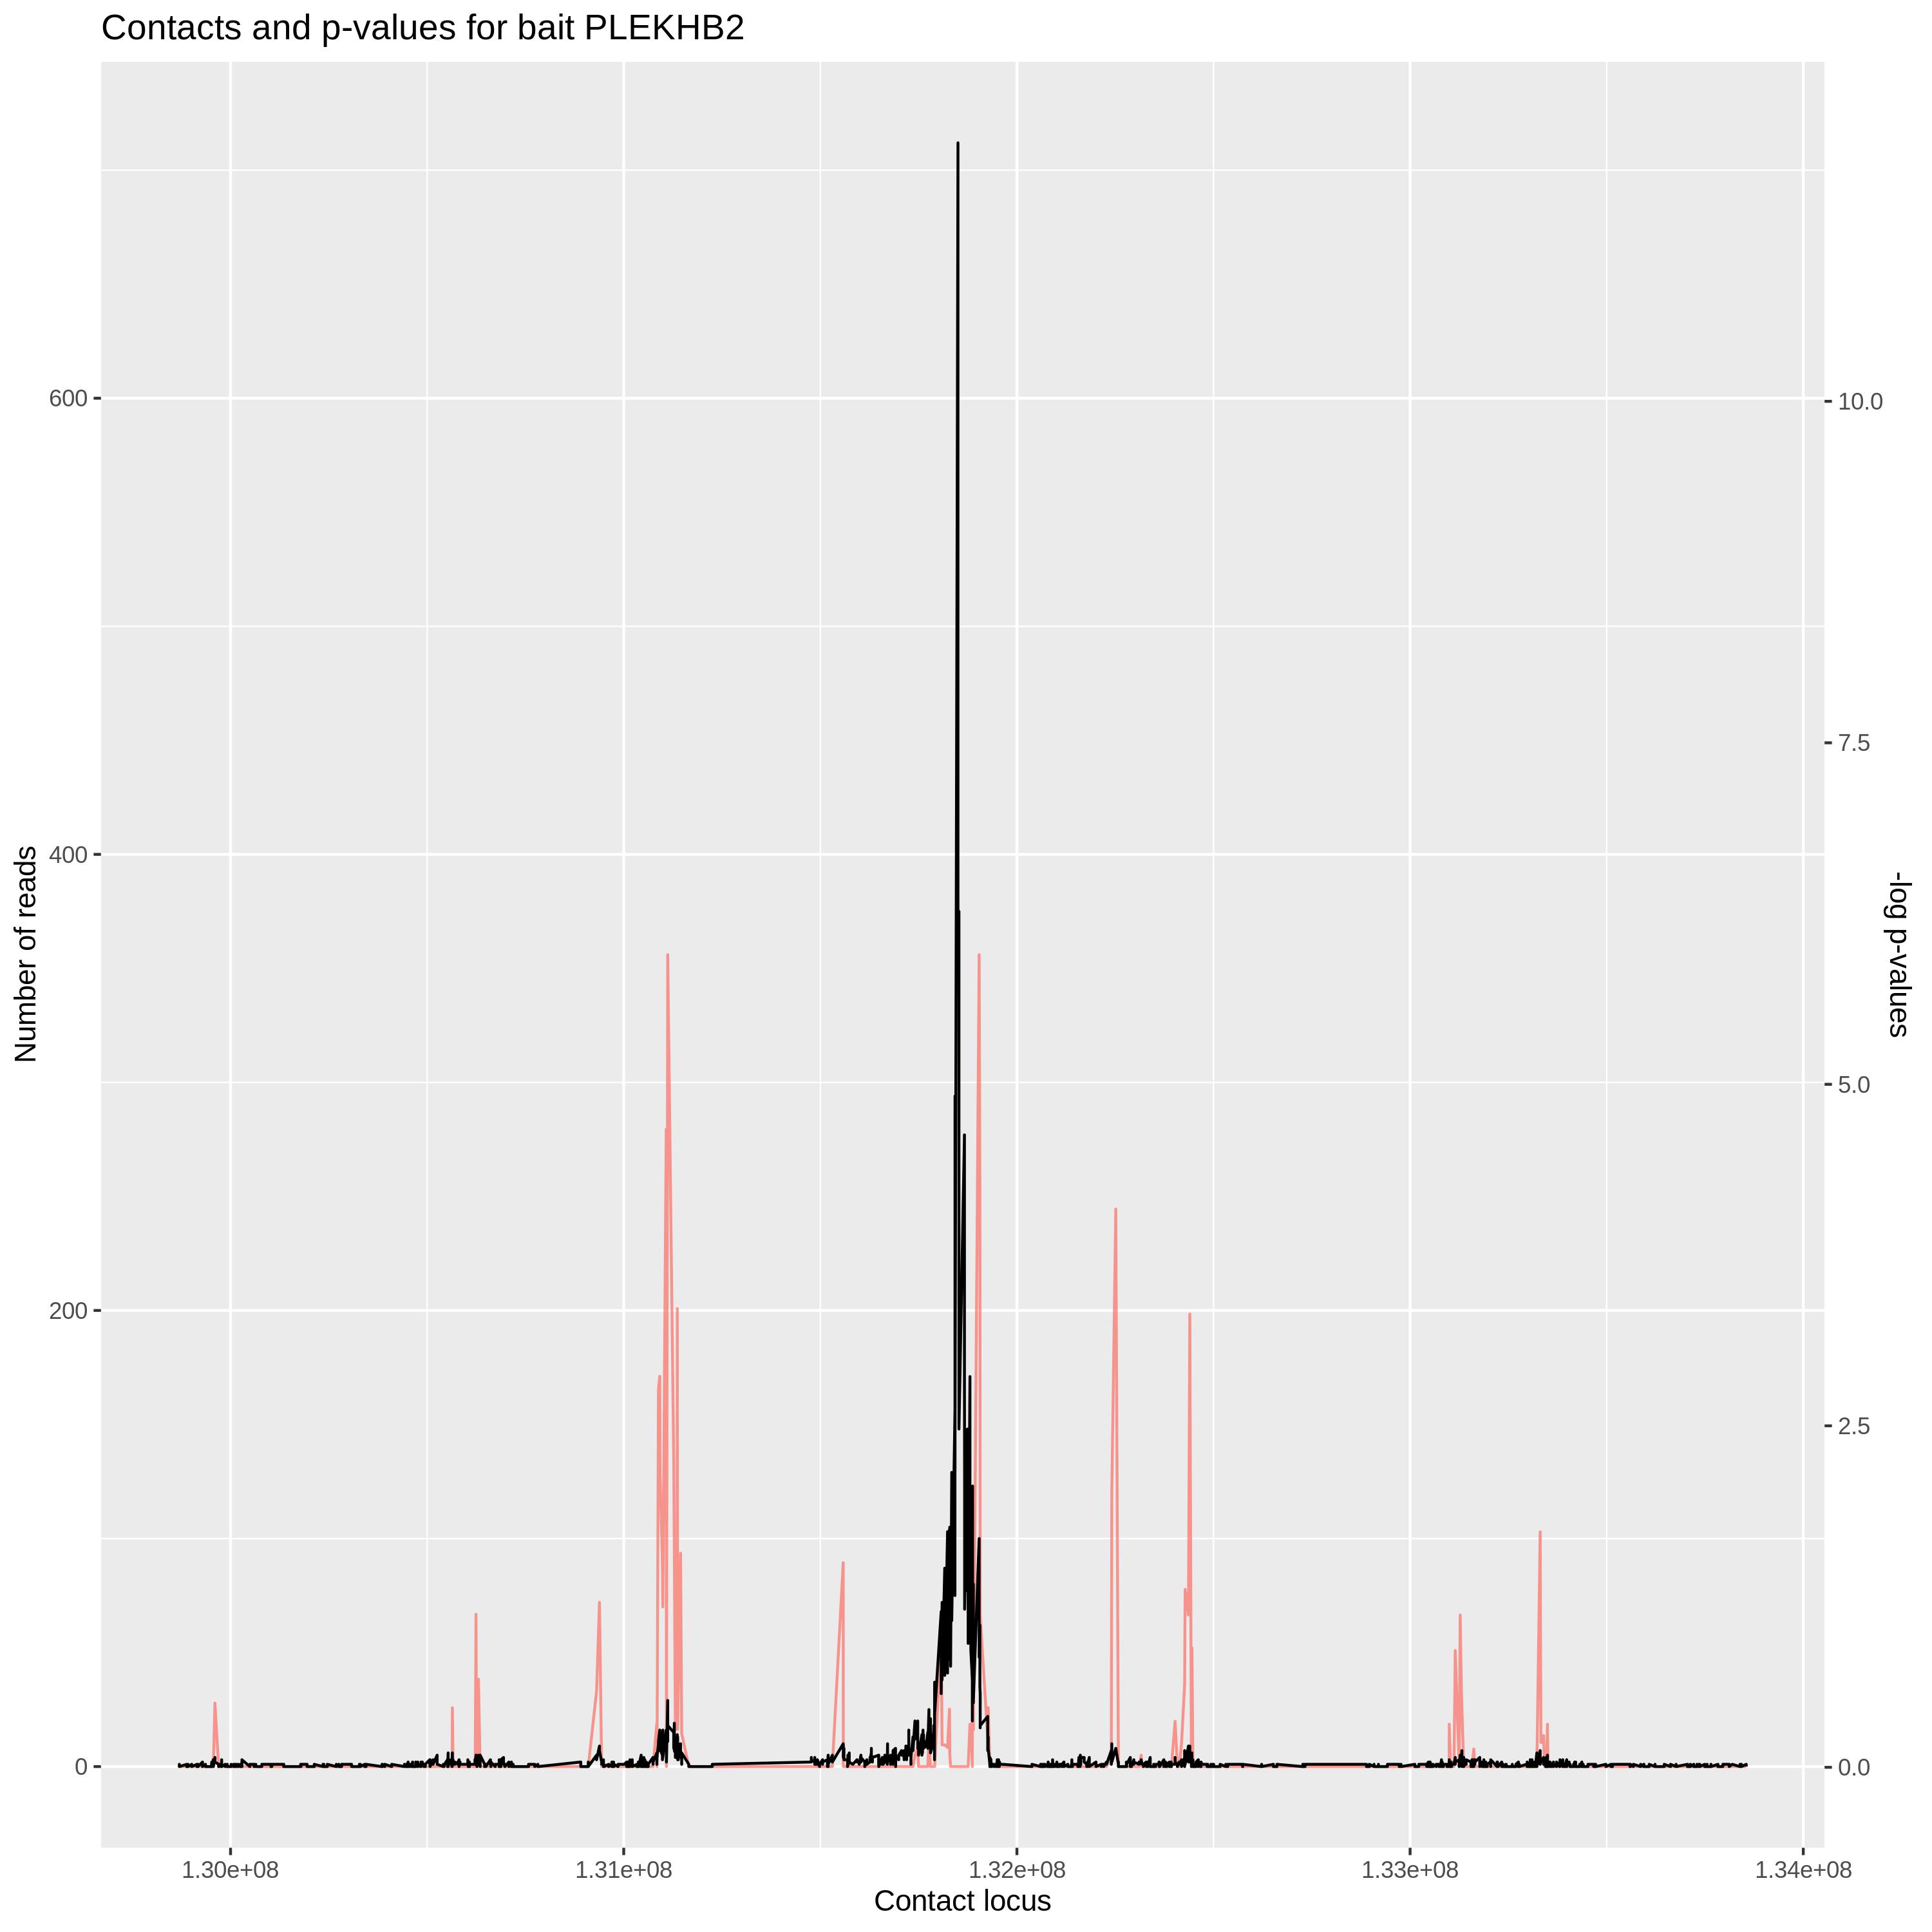 Contacts and p-values for bait PLEKHB2
Number of reads
600
400
200
0
10.0
7.5
5.0
2.5
0.0
-log p-values
1.30e+08 1.31e+08 1.32e+08 1.33e+08 1.34e+08
Contact locus